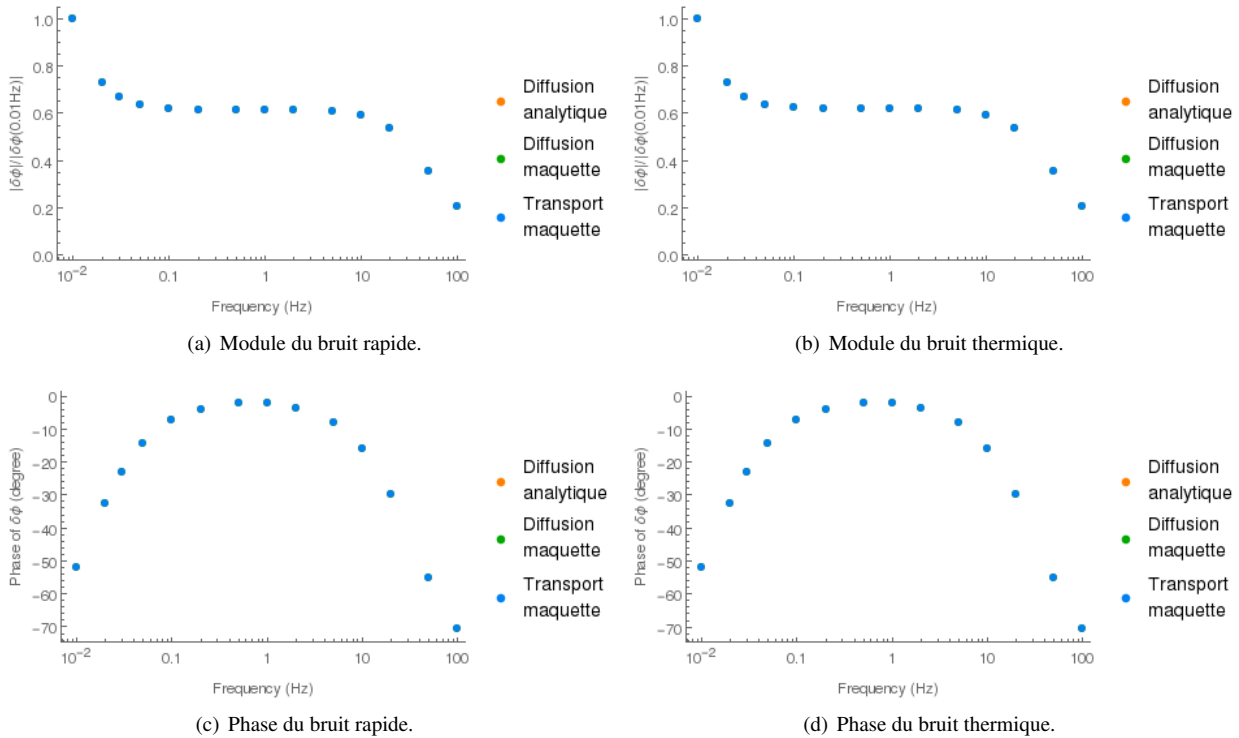 |δϕ|/|δϕ(0.01Hz)|
1.0
0.8
0.6
0.4
0.2
0.0
10⁻²
0.1
1
10
100
Frequency (Hz)
Diffusion
analytique
Diffusion
maquette
Transport
maquette
(a) Module du bruit rapide.
|δϕ|/|δϕ(0.01Hz)|
1.0
0.8
0.6
0.4
0.2
0.0
10⁻²
0.1
1
10
100
Frequency (Hz)
Diffusion
analytique
Diffusion
maquette
Transport
maquette
(b) Module du bruit thermique.
Phase of δϕ (degree)
0
−10
−20
−30
−40
−50
−60
−70
10⁻²
0.1
1
10
100
Frequency (Hz)
Diffusion
analytique
Diffusion
maquette
Transport
maquette
(c) Phase du bruit rapide.
Phase of δϕ (degree)
0
−10
−20
−30
−40
−50
−60
−70
10⁻²
0.1
1
10
100
Frequency (Hz)
Diffusion
analytique
Diffusion
maquette
Transport
maquette
(d) Phase du bruit thermique.